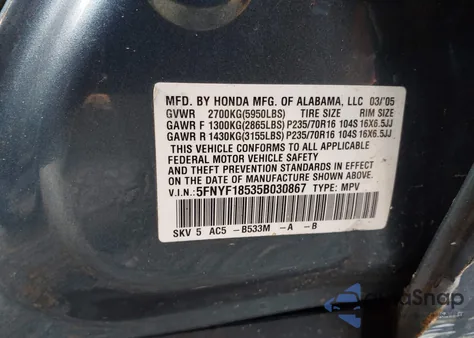 MFD. BY HONDA MFG. OF ALABAMA, LLC 03/'05
GVWR 2700KG(5950LBS) TIRE SIZE RIM SIZE
GAWR F 1300KG(2865LBS) P235/70R16 104S 16X6.5JJ
GAWR R 1430KG(3155LBS) P235/70R16 104S 16X6.5JJ
THIS VEHICLE CONFORMS TO ALL APPLICABLE
FEDERAL MOTOR VEHICLE SAFETY
AND THEFT PREVENTION STANDARDS IN EFFECT
ON THE DATE OF MANUFACTURE SHOWN ABOVE.
V.I.N.: 5FNYF18535B030867 TYPE: MPV
SKV 5 AC5 -B533M -A -B